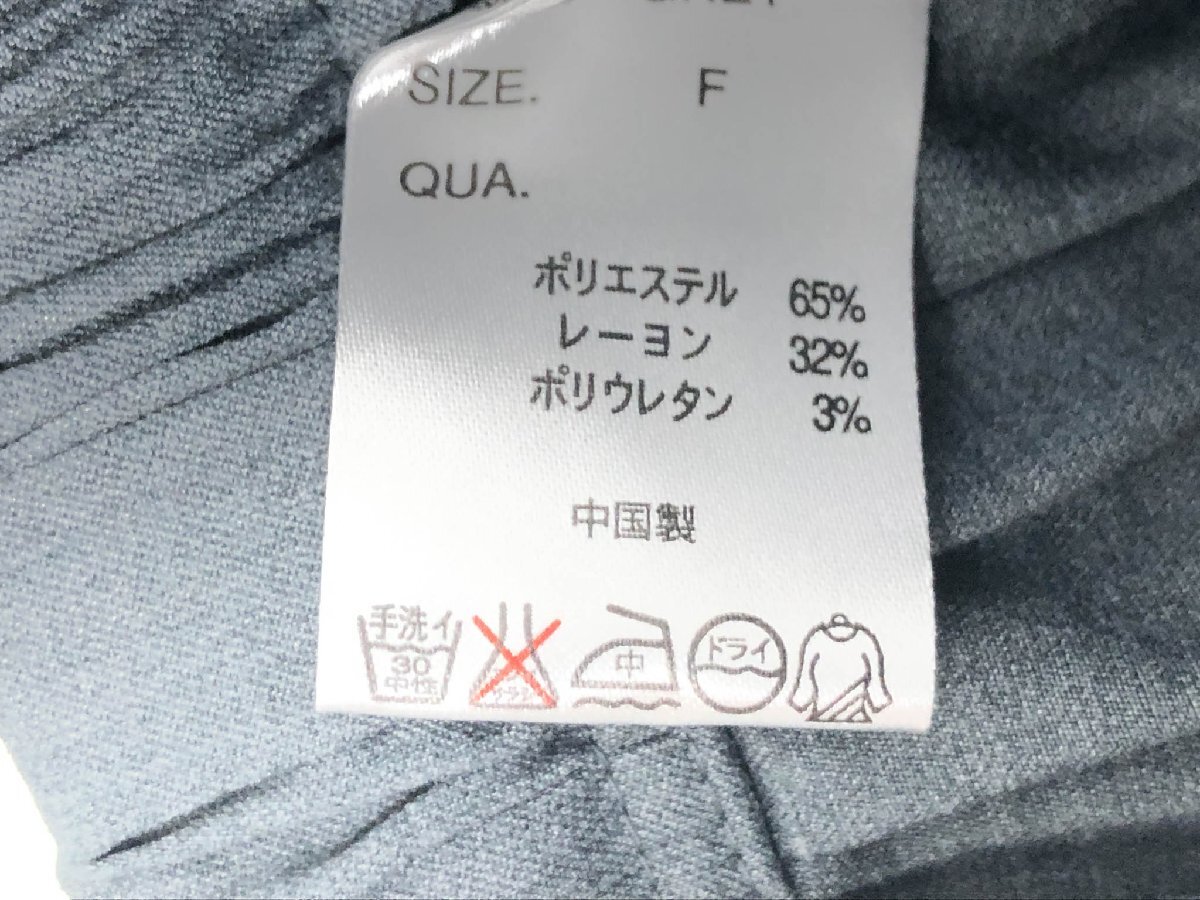 SIZE. F
QUA.
ポリエステル 65%
レーヨン 32%
ポリウレタン 3%
中国製
手洗イ
30
中性
中
ドライ